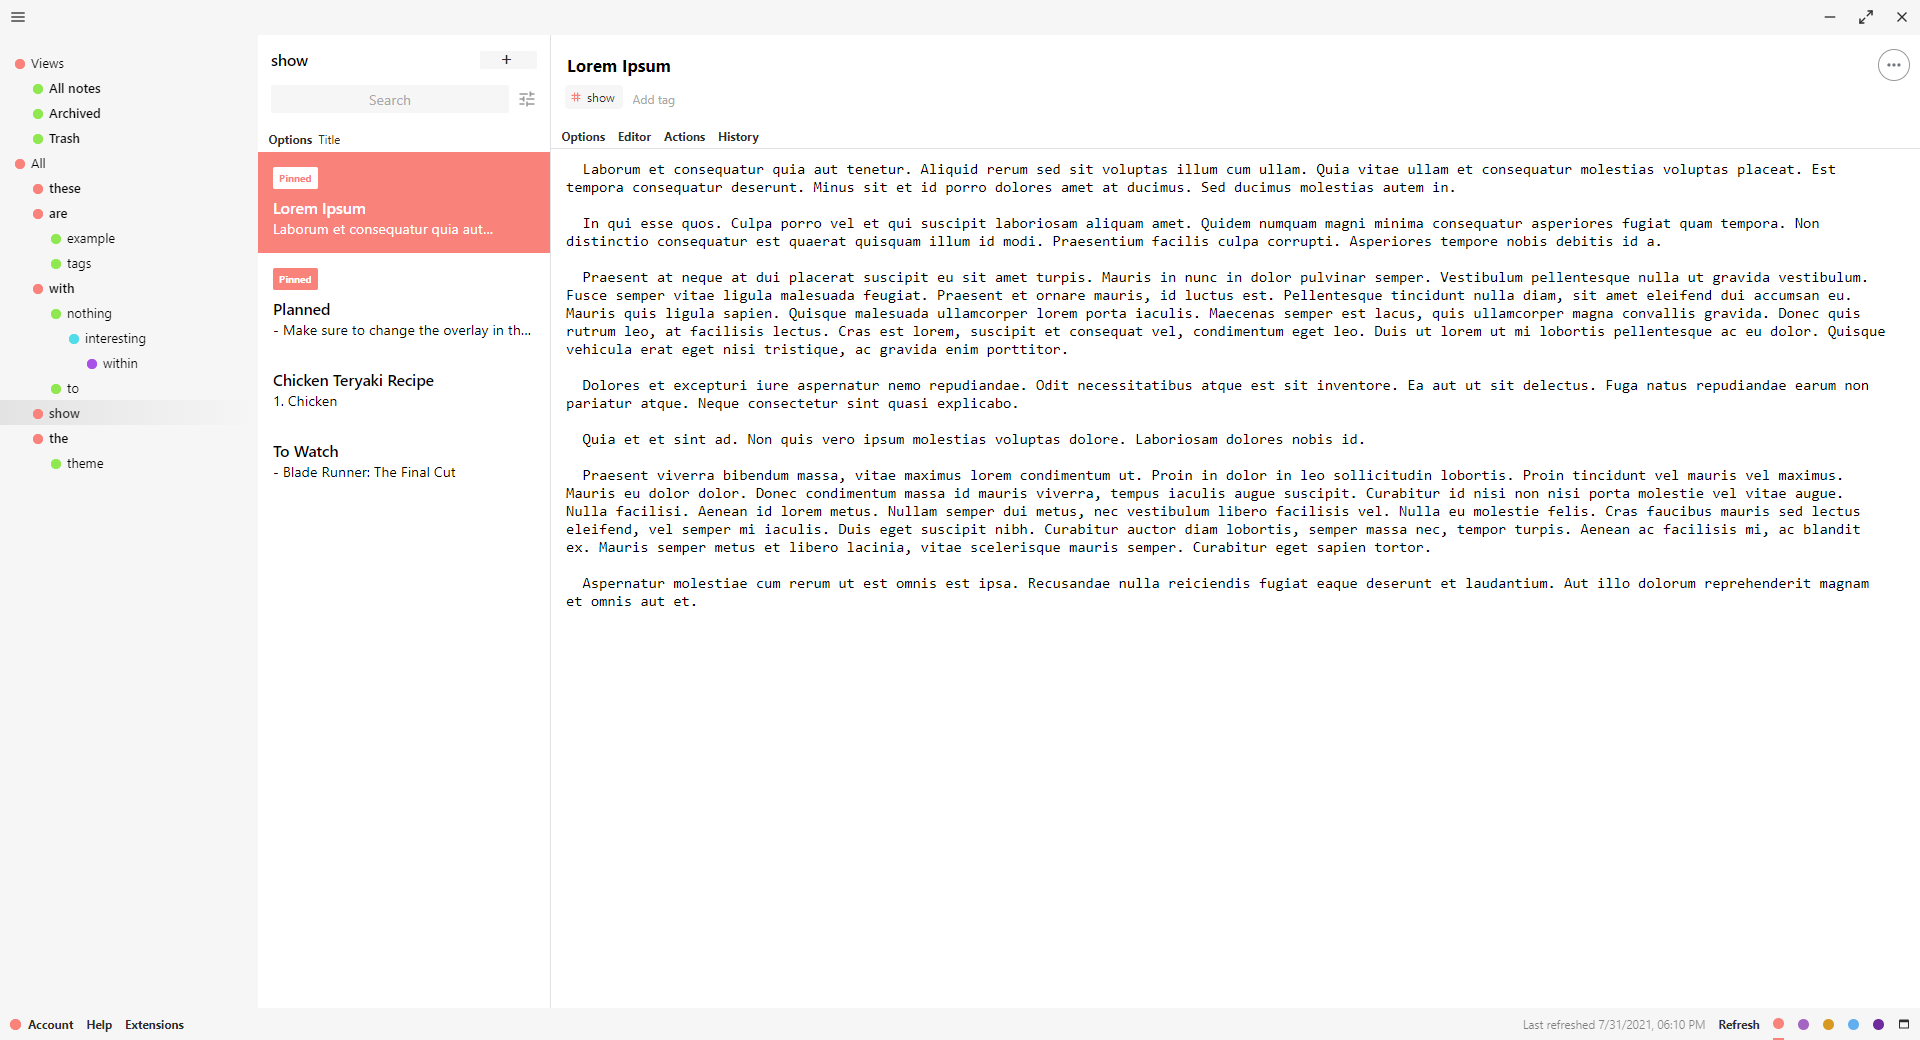 Views
All notes
Archived
Trash
All
these
are
example
tags
with
nothing
interesting
within
to
show
the
theme
show
+
Search
Options Title
Pinned
Lorem Ipsum
Laborum et consequatur quia aut...
Pinned
Planned
- Make sure to change the overlay in th...
Chicken Teryaki Recipe
1. Chicken
To Watch
- Blade Runner: The Final Cut
Lorem Ipsum
# show Add tag
Options Editor Actions History
Laborum et consequatur quia aut tenetur. Aliquid rerum sed sit voluptas illum cum ullam. Quia vitae ullam et consequatur molestias voluptas placeat. Est
tempora consequatur deserunt. Minus sit et id porro dolores amet at ducimus. Sed ducimus molestias autem in.
In qui esse quos. Culpa porro vel et qui suscipit laboriosam aliquam amet. Quidem numquam magni minima consequatur asperiores fugiat quam tempora. Non
distinctio consequatur est quaerat quisquam illum id modi. Praesentium facilis culpa corrupti. Asperiores tempore nobis debitis id a.
Praesent at neque at dui placerat suscipit eu sit amet turpis. Mauris in nunc in dolor pulvinar semper. Vestibulum pellentesque nulla ut gravida vestibulum.
Fusce semper vitae ligula malesuada feugiat. Praesent et ornare mauris, id luctus est. Pellentesque tincidunt nulla diam, sit amet eleifend dui accumsan eu.
Mauris quis ligula sapien. Quisque malesuada ullamcorper lorem porta iaculis. Maecenas semper est lacus, quis ullamcorper magna convallis gravida. Donec quis
rutrum leo, at facilisis lectus. Cras est lorem, suscipit et consequat vel, condimentum eget leo. Duis ut lorem ut mi lobortis pellentesque ac eu dolor. Quisque
vehicula erat eget nisi tristique, ac gravida enim porttitor.
Dolores et excepturi iure aspernatur nemo repudiandae. Odit necessitatibus atque est sit inventore. Ea aut ut sit delectus. Fuga natus repudiandae earum non
pariatur atque. Neque consectetur sint quasi explicabo.
Quia et et sint ad. Non quis vero ipsum molestias voluptas dolore. Laboriosam dolores nobis id.
Praesent viverra bibendum massa, vitae maximus lorem condimentum ut. Proin in dolor in leo sollicitudin lobortis. Proin tincidunt vel mauris vel maximus.
Mauris eu dolor dolor. Donec condimentum massa id mauris viverra, tempus iaculis augue suscipit. Curabitur id nisi non nisi porta molestie vel vitae augue.
Nulla facilisi. Aenean id lorem metus. Nullam semper dui metus, nec vestibulum libero facilisis vel. Nulla eu molestie felis. Cras faucibus mauris sed lectus
eleifend, vel semper mi iaculis. Duis eget suscipit nibh. Curabitur auctor diam lobortis, semper massa nec, tempor turpis. Aenean ac facilisis mi, ac blandit
ex. Mauris semper metus et libero lacinia, vitae scelerisque mauris semper. Curabitur eget sapien tortor.
Aspernatur molestiae cum rerum ut est omnis est ipsa. Recusandae nulla reiciendis fugiat eaque deserunt et laudantium. Aut illo dolorum reprehenderit magnam
et omnis aut et.
Account Help Extensions
Last refreshed 7/31/2021, 06:10 PM Refresh